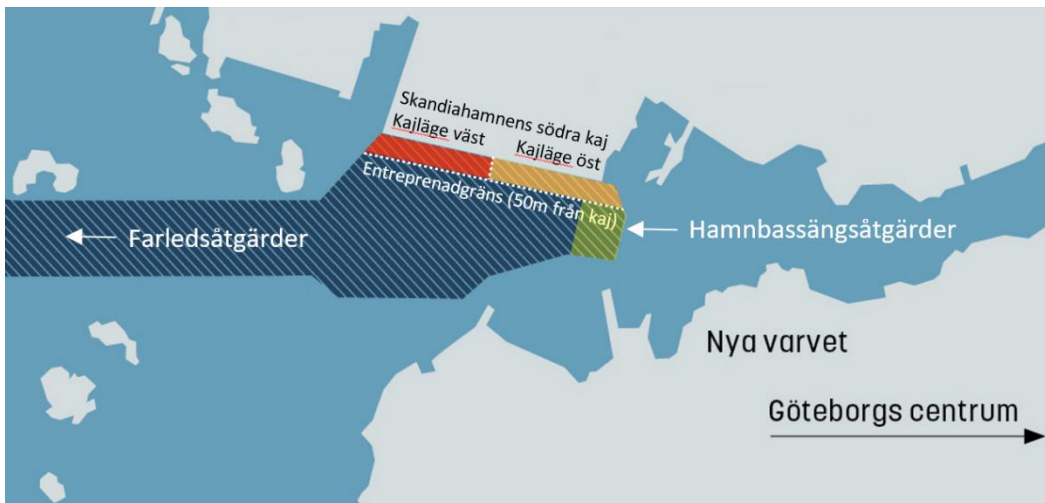 Skandiahamnens södra kaj
Kajläge väst
Kajläge öst
Entreprenadgräns (50m från kaj)
Farledsåtgärder
Hamnbassängsåtgärder
Nya varvet
Göteborgs centrum